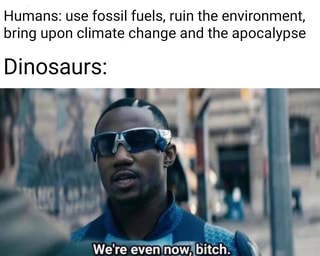 Humans: use fossil fuels, ruin the environment,
bring upon climate change and the apocalypse
Dinosaurs:
We're even now, bitch.